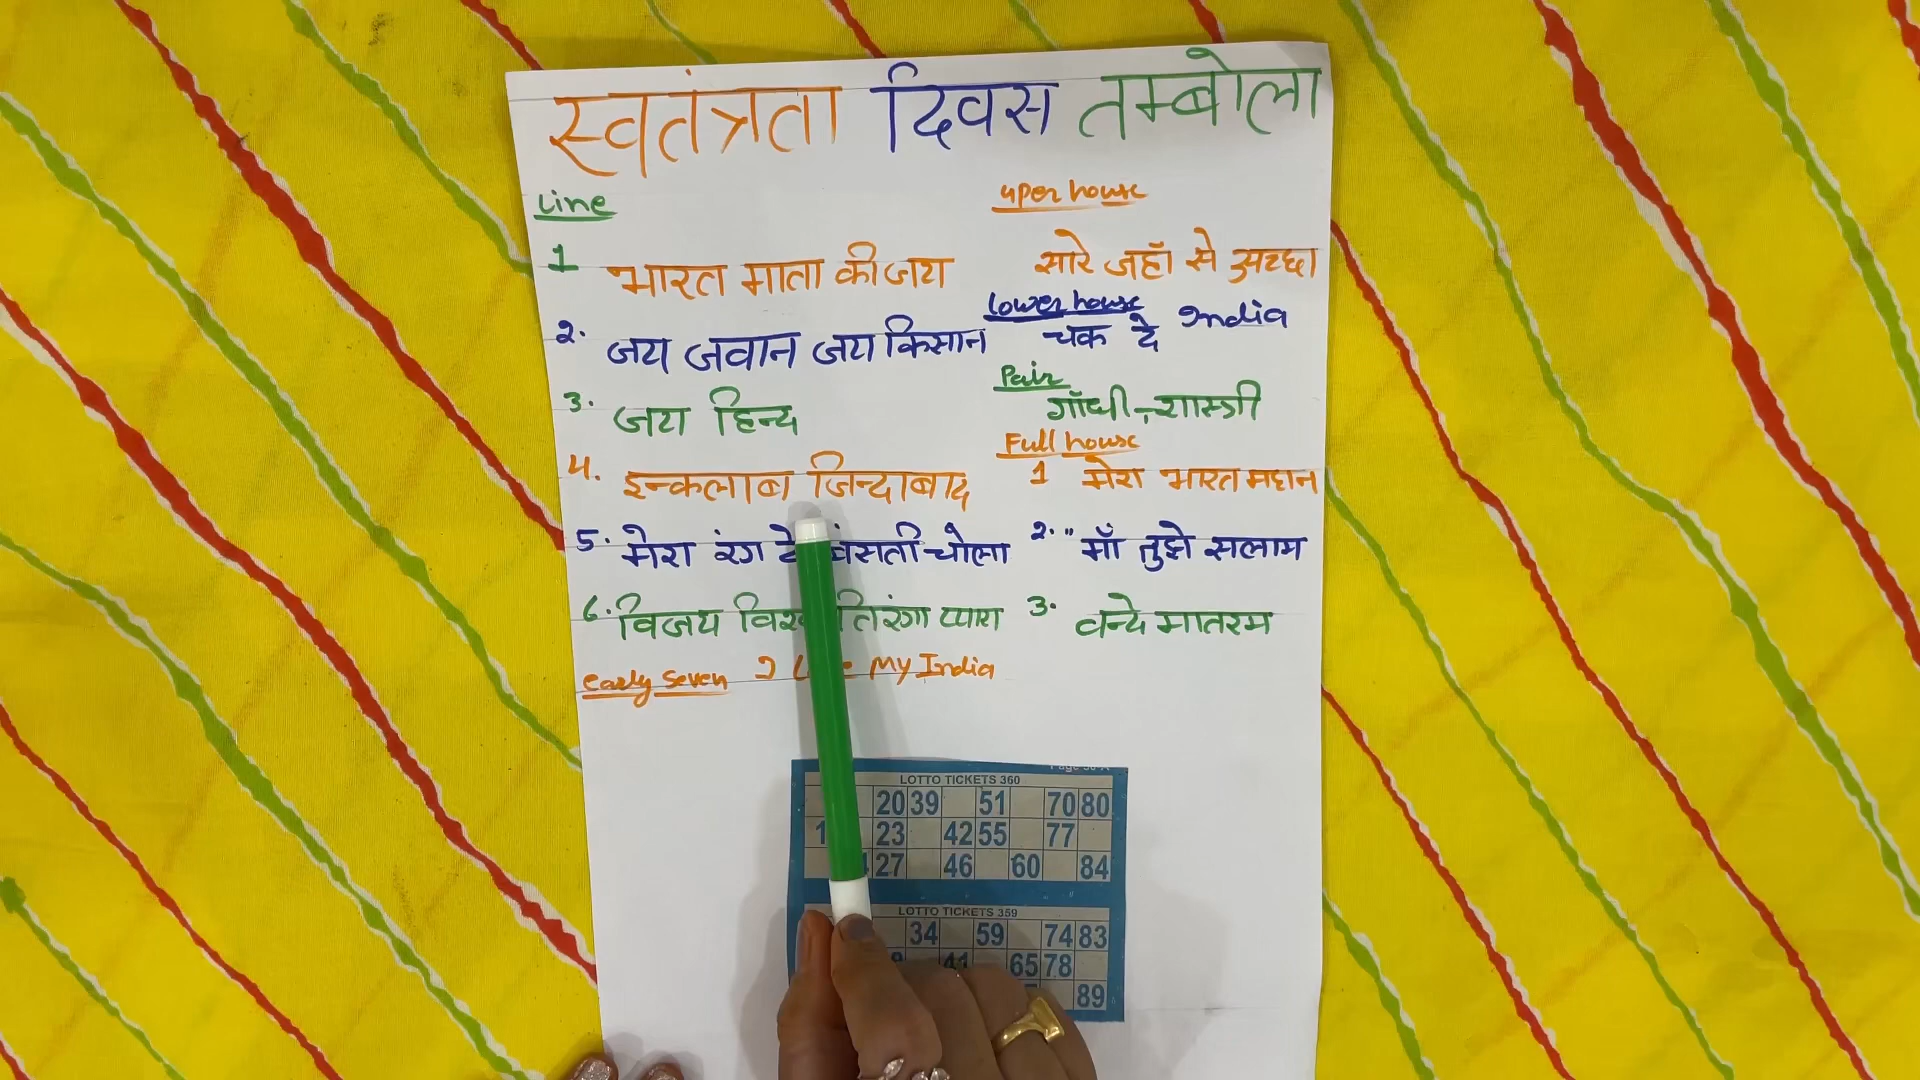 स्वतंत्रता दिवस तम्बोला
Line
1 भारत माता की जय
2. जय जवान जय किसान
3. जय हिन्द
4. इन्कलाब जिन्दाबाद
5. मेरा रंग दे बंसती चोला
6. विजय तिरंगा प्यारा
early seven I My India
uper house
सारे जहाँ से अच्छा
Lower house
चक दे India
Pair
गाँधी - शास्त्री
Full house
1 मेरा भारत महान
2. " माँ तुझे सलाम
3. वन्दे मातरम
LOTTO TICKETS 360
20 39 51 70 80
23 42 55 77
27 46 60 84
LOTTO TICKETS 359
34 59 74 83
41 65 78
89